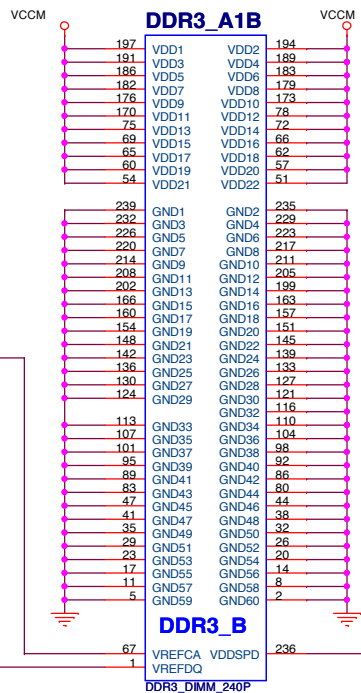 DDR3_A1B
VCCM VCCM
197 VDD1 VDD2 194
191 VDD3 VDD4 189
186 VDD5 VDD6 183
182 VDD7 VDD8 179
176 VDD9 VDD10 173
170 VDD11 VDD12 78
75 VDD13 VDD14 72
69 VDD15 VDD16 66
65 VDD17 VDD18 62
60 VDD19 VDD20 57
54 VDD21 VDD22 51
239 GND1 GND2 235
232 GND3 GND4 229
226 GND5 GND6 223
220 GND7 GND8 217
214 GND9 GND10 211
208 GND11 GND12 205
202 GND13 GND14 199
166 GND15 GND16 163
160 GND17 GND18 157
154 GND19 GND20 151
148 GND21 GND22 145
142 GND23 GND24 139
136 GND25 GND26 133
130 GND27 GND28 127
124 GND29 GND30 121
GND32 116
113 GND33 GND34 110
107 GND35 GND36 104
101 GND37 GND38 98
95 GND39 GND40 92
89 GND41 GND42 86
83 GND43 GND44 80
47 GND45 GND46 44
41 GND47 GND48 38
35 GND49 GND50 32
29 GND51 GND52 26
23 GND53 GND54 20
17 GND55 GND56 14
11 GND57 GND58 8
5 GND59 GND60 2
DDR3_B
67 VREFCA VDDSPD 236
1 VREFDQ
DDR3_DIMM_240P